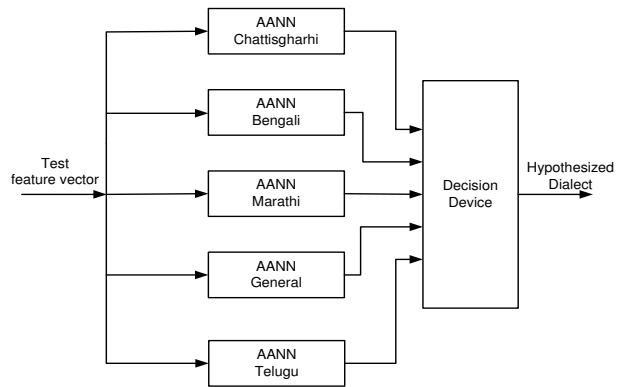 AANN
Chattisgharhi
AANN
Bengali
Test
feature vector
AANN
Marathi
Decision
Device
Hypothesized
Dialect
AANN
General
AANN
Telugu